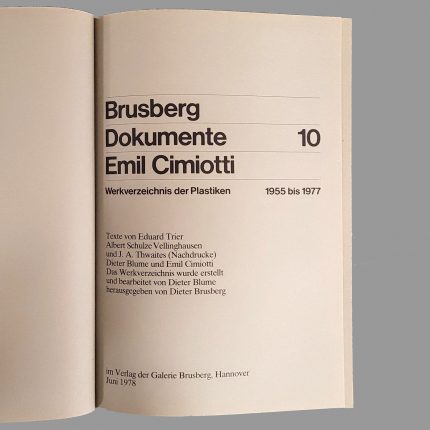 Brusberg
Dokumente 10
Emil Cimiotti
Werkverzeichnis der Plastiken 1955 bis 1977
Texte von Eduard Trier
Albert Schulze Vellinghausen
und J. A. Thwaites (Nachdrucke)
Dieter Blume und Emil Cimiotti
Das Werkverzeichnis wurde erstellt
und bearbeitet von Dieter Blume
herausgegeben von Dieter Brusberg
im Verlag der Galerie Brusberg, Hannover
Juni 1978